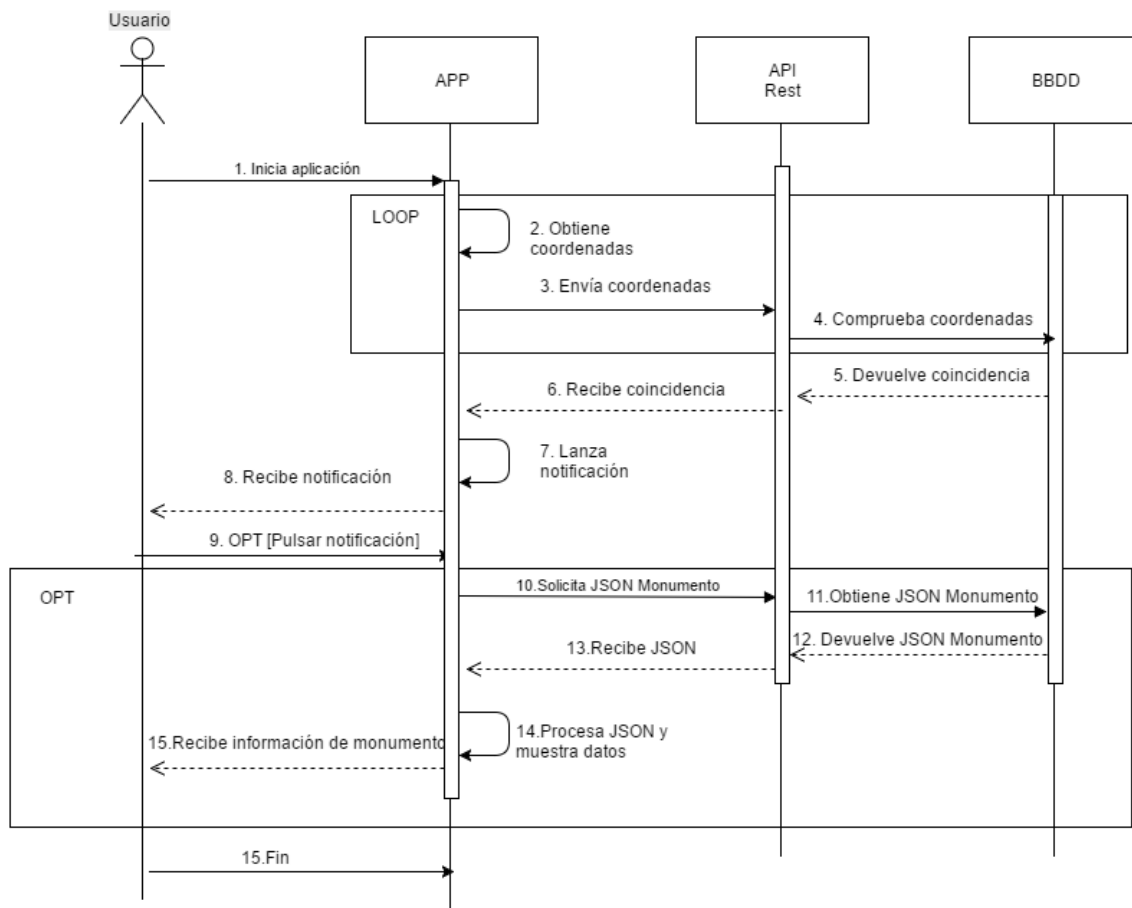 Usuario
APP
API
Rest
BBDD
1. Inicia aplicación
LOOP
2. Obtiene
coordenadas
3. Envía coordenadas
4. Comprueba coordenadas
5. Devuelve coincidencia
6. Recibe coincidencia
7. Lanza
notificación
8. Recibe notificación
9. OPT [Pulsar notificación]
OPT
10.Solicita JSON Monumento
11.Obtiene JSON Monumento
12. Devuelve JSON Monumento
13.Recibe JSON
14.Procesa JSON y
muestra datos
15.Recibe información de monumento
15.Fin